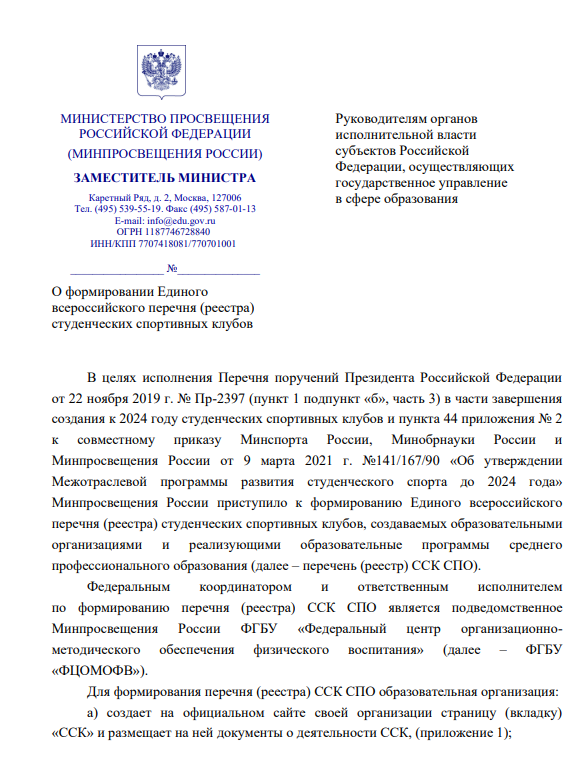 МИНИСТЕРСТВО ПРОСВЕЩЕНИЯ
РОССИЙСКОЙ ФЕДЕРАЦИИ
(МИНПРОСВЕЩЕНИЯ РОССИИ)
ЗАМЕСТИТЕЛЬ МИНИСТРА
Каретный Ряд, д. 2, Москва, 127006
Тел. (495) 539-55-19. Факс (495) 587-01-13
E-mail: info@edu.gov.ru
ОГРН 1187746728840
ИНН/КПП 7707418081/770701001
________________ №______________
Руководителям органов
исполнительной власти
субъектов Российской
Федерации, осуществляющих
государственное управление
в сфере образования
О формировании Единого
всероссийского перечня (реестра)
студенческих спортивных клубов
В целях исполнения Перечня поручений Президента Российской Федерации
от 22 ноября 2019 г. № Пр-2397 (пункт 1 подпункт «б», часть 3) в части завершения
создания к 2024 году студенческих спортивных клубов и пункта 44 приложения № 2
к совместному приказу Минспорта России, Минобрнауки России и
Минпросвещения России от 9 марта 2021 г. №141/167/90 «Об утверждении
Межотраслевой программы развития студенческого спорта до 2024 года»
Минпросвещения России приступило к формированию Единого всероссийского
перечня (реестра) студенческих спортивных клубов, создаваемых образовательными
организациями и реализующими образовательные программы среднего
профессионального образования (далее – перечень (реестр) ССК СПО).
Федеральным координатором и ответственным исполнителем
по формированию перечня (реестра) ССК СПО является подведомственное
Минпросвещения России ФГБУ «Федеральный центр организационно-
методического обеспечения физического воспитания» (далее – ФГБУ
«ФЦОМОФВ»).
Для формирования перечня (реестра) ССК СПО образовательная организация:
а) создает на официальном сайте своей организации страницу (вкладку)
«ССК» и размещает на ней документы о деятельности ССК, (приложение 1);